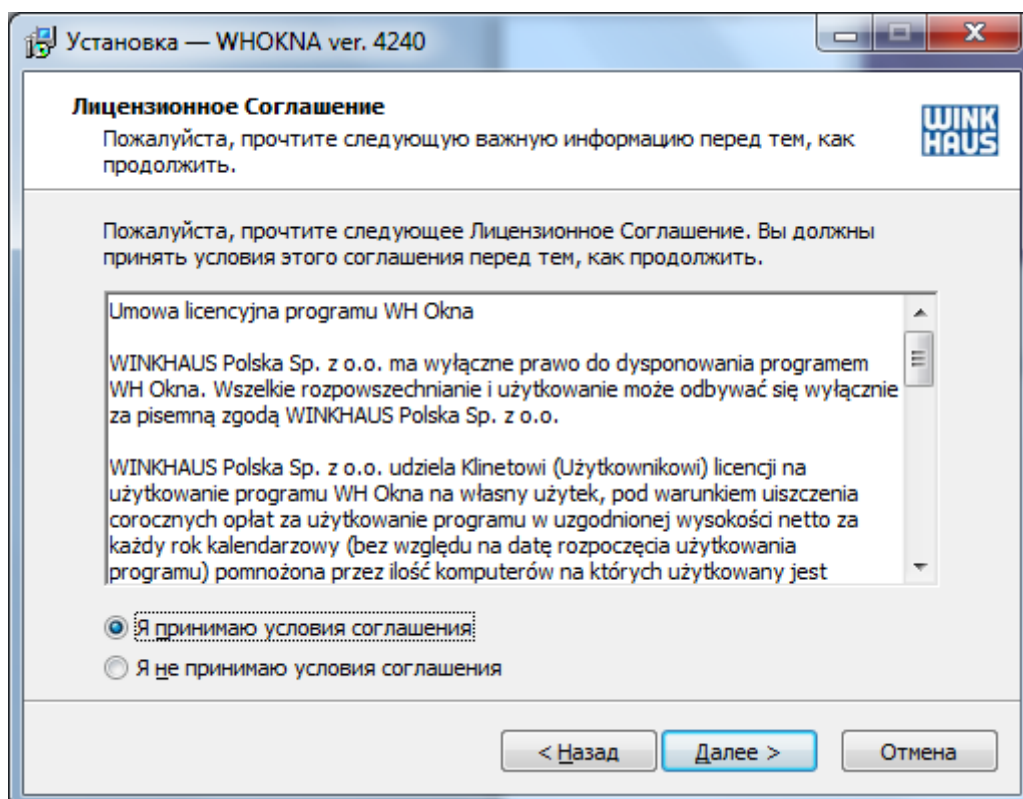 Установка — WHOKNA ver. 4240
Лицензионное Соглашение
Пожалуйста, прочтите следующую важную информацию перед тем, как
продолжить.
WINK
HAUS
Пожалуйста, прочтите следующее Лицензионное Соглашение. Вы должны
принять условия этого соглашения перед тем, как продолжить.
Umowa licencyjna programu WH Okna
WINKHAUS Polska Sp. z o.o. ma wyłączne prawo do dysponowania programem
WH Okna. Wszelkie rozpowszechnianie i użytkowanie może odbywać się wyłącznie
za pisemną zgodą WINKHAUS Polska Sp. z o.o.
WINKHAUS Polska Sp. z o.o. udziela Klinetowi (Użytkownikowi) licencji na
użytkowanie programu WH Okna na własny użytek, pod warunkiem uiszczenia
corocznych opłat za użytkowanie programu w uzgodnionej wysokości netto za
każdy rok kalendarzowy (bez względu na datę rozpoczęcia użytkowania
programu) pomnożona przez ilość komputerów na których użytkowany jest
Я принимаю условия соглашения
Я не принимаю условия соглашения
< Назад
Далее >
Отмена